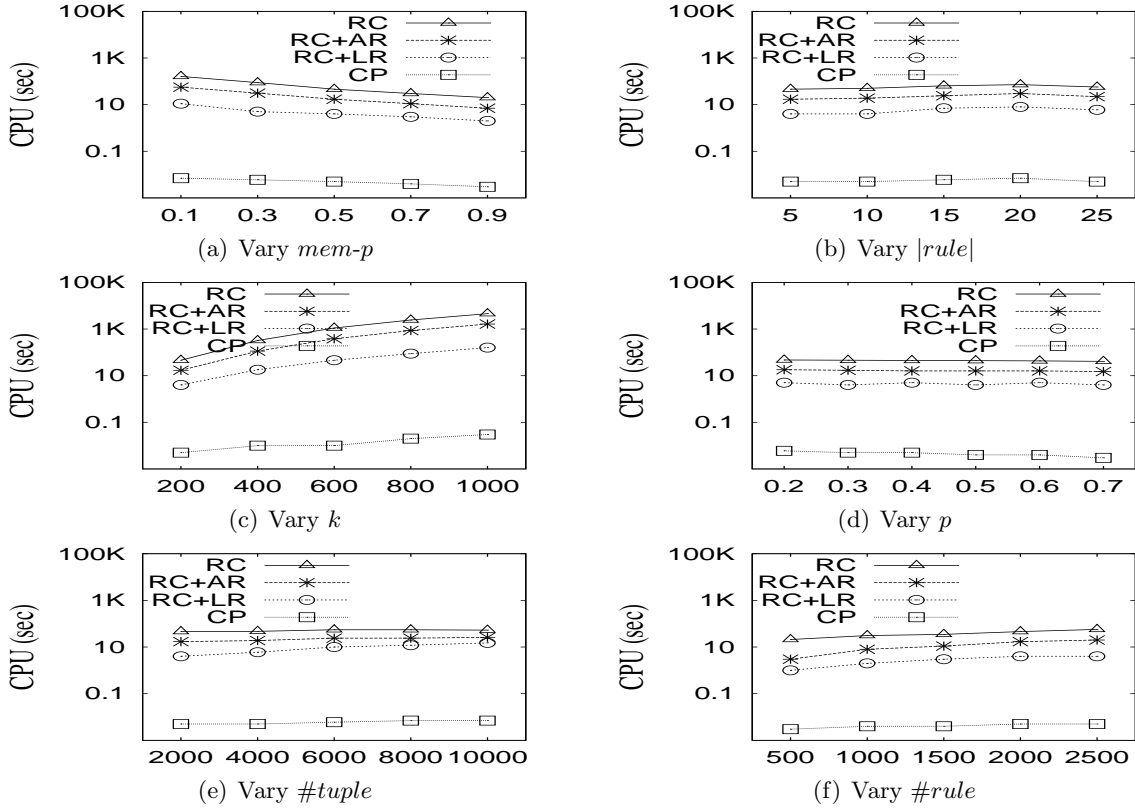 100K
1K
10
0.1
CPU (sec)
RC
RC+AR
RC+LR
CP
0.1 0.3 0.5 0.7 0.9
(a) Vary mem-p
100K
1K
10
0.1
CPU (sec)
RC
RC+AR
RC+LR
CP
5 10 15 20 25
(b) Vary |rule|
100K
1K
10
0.1
CPU (sec)
RC
RC+AR
RC+LR
CP
200 400 600 800 1000
(c) Vary k
100K
1K
10
0.1
CPU (sec)
RC
RC+AR
RC+LR
CP
0.2 0.3 0.4 0.5 0.6 0.7
(d) Vary p
100K
1K
10
0.1
CPU (sec)
RC
RC+AR
RC+LR
CP
2000 4000 6000 8000 10000
(e) Vary #tuple
100K
1K
10
0.1
CPU (sec)
RC
RC+AR
RC+LR
CP
500 1000 1500 2000 2500
(f) Vary #rule